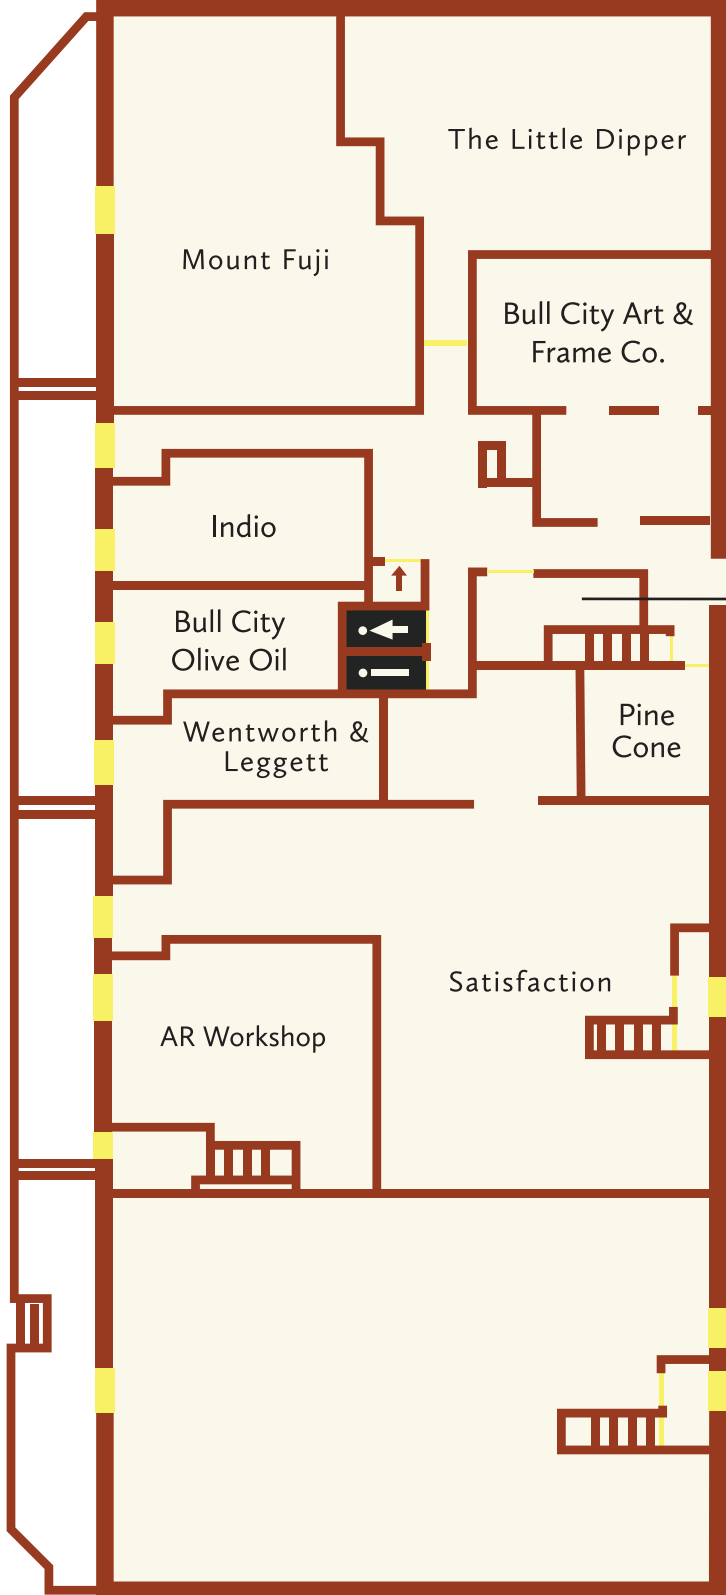 The Little Dipper
Mount Fuji
Bull City Art &
Frame Co.
Indio
Bull City
Olive Oil
Wentworth &
Leggett
Pine
Cone
Satisfaction
AR Workshop